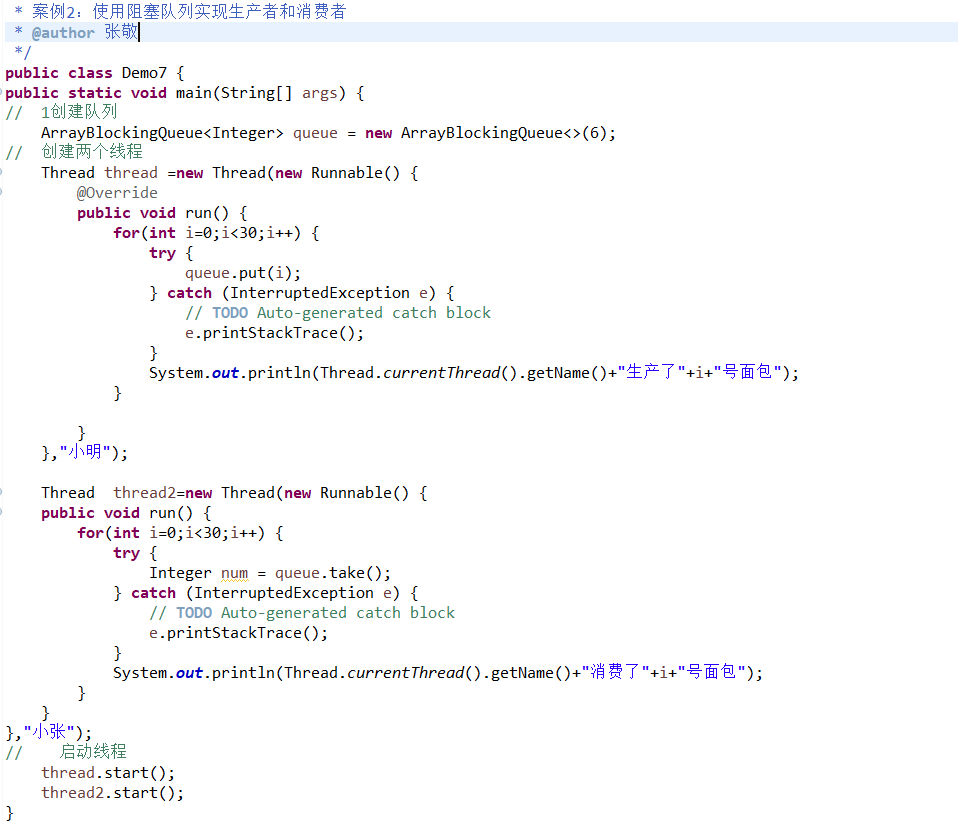 * 案例2：使用阻塞队列实现生产者和消费者
* @author 张敬
*/
public class Demo7 {
public static void main(String[] args) {
//  1创建队列
    ArrayBlockingQueue<Integer> queue = new ArrayBlockingQueue<>(6);
//  创建两个线程
    Thread thread =new Thread(new Runnable() {
        @Override
        public void run() {
            for(int i=0;i<30;i++) {
                try {
                    queue.put(i);
                } catch (InterruptedException e) {
                    // TODO Auto-generated catch block
                    e.printStackTrace();
                }
                System.out.println(Thread.currentThread().getName()+"生产了"+i+"号面包");
            }
        }
    },"小明");
    Thread  thread2=new Thread(new Runnable() {
    public void run() {
        for(int i=0;i<30;i++) {
            try {
                Integer num = queue.take();
            } catch (InterruptedException e) {
                // TODO Auto-generated catch block
                e.printStackTrace();
            }
            System.out.println(Thread.currentThread().getName()+"消费了"+i+"号面包");
        }
    }
},"小张");
//    启动线程
    thread.start();
    thread2.start();
}